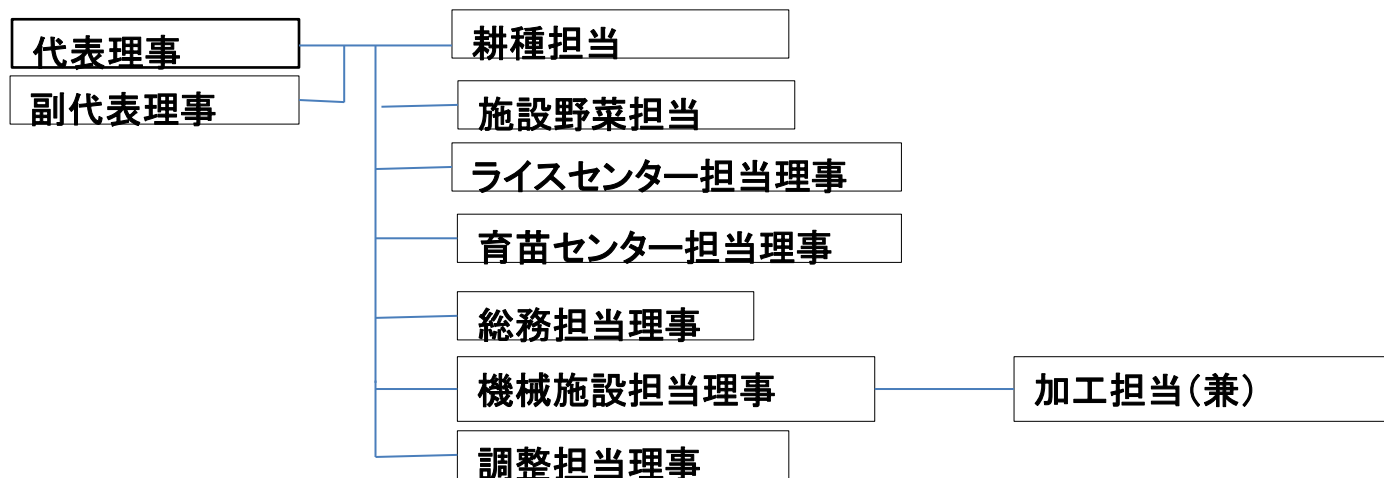 代表理事
副代表理事
耕種担当
施設野菜担当
ライスセンター担当理事
育苗センター担当理事
総務担当理事
機械施設担当理事
加工担当（兼）
調整担当理事